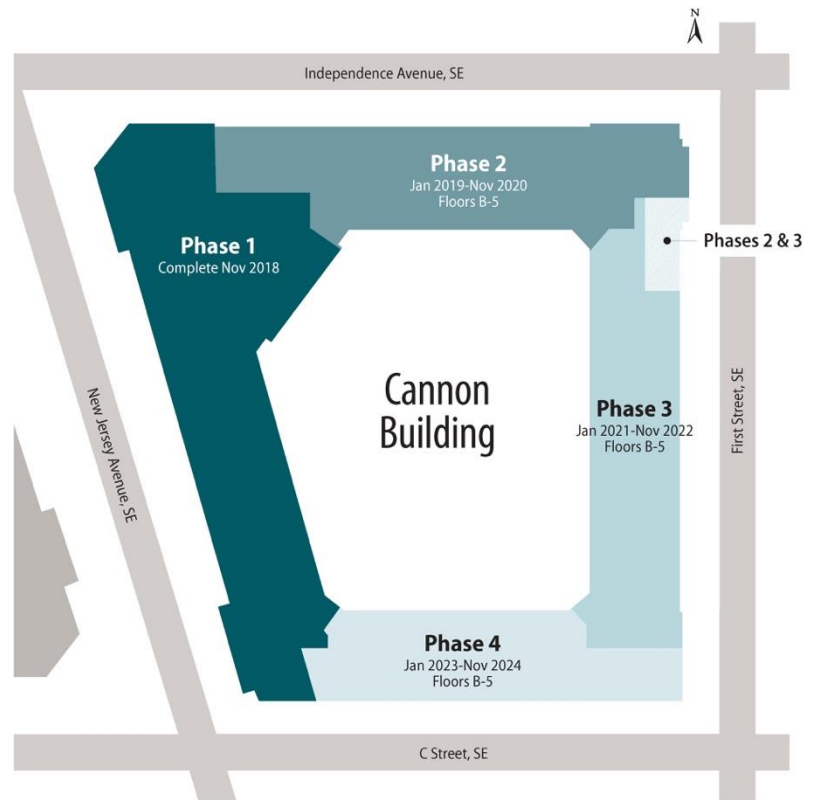 N
Independence Avenue, SE
Phase 2
Jan 2019-Nov 2020
Floors B-5
Phase 1
Complete Nov 2018
Phases 2 & 3
Cannon
Building
Phase 3
Jan 2021-Nov 2022
Floors B-5
New Jersey Avenue, SE
First Street, SE
Phase 4
Jan 2023-Nov 2024
Floors B-5
C Street, SE